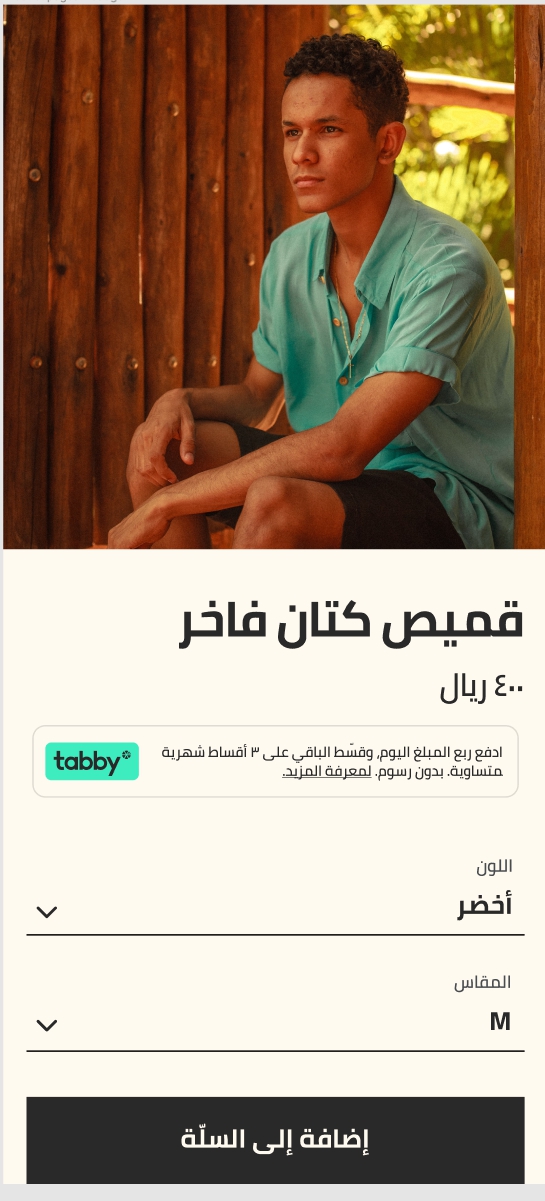 قميص كتان فاخر
٤٠٠ ريال
ادفع ربع المبلغ اليوم، وقسّط الباقي على ٣ أقساط شهرية
متساوية. بدون رسوم. لمعرفة المزيد.
tabby
اللون
أخضر
المقاس
M
إضافة إلى السلّة